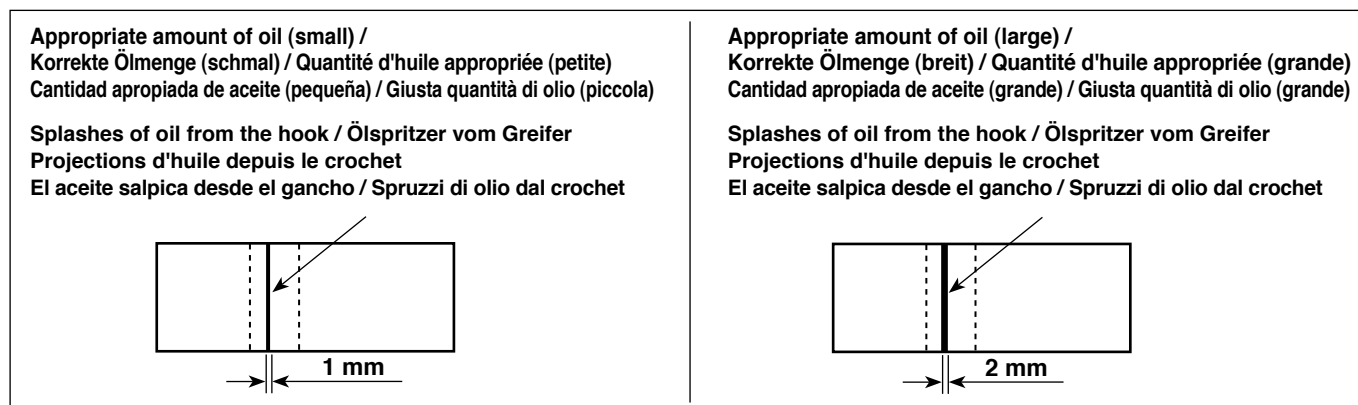 Appropriate amount of oil (small) /
Korrekte Ölmenge (schmal) / Quantité d'huile appropriée (petite)
Cantidad apropiada de aceite (pequeña) / Giusta quantità di olio (piccola)
Splashes of oil from the hook / Ölspritzer vom Greifer
Projections d'huile depuis le crochet
El aceite salpica desde el gancho / Spruzzi di olio dal crochet
1 mm
Appropriate amount of oil (large) /
Korrekte Ölmenge (breit) / Quantité d'huile appropriée (grande)
Cantidad apropiada de aceite (grande) / Giusta quantità di olio (grande)
Splashes of oil from the hook / Ölspritzer vom Greifer
Projections d'huile depuis le crochet
El aceite salpica desde el gancho / Spruzzi di olio dal crochet
2 mm